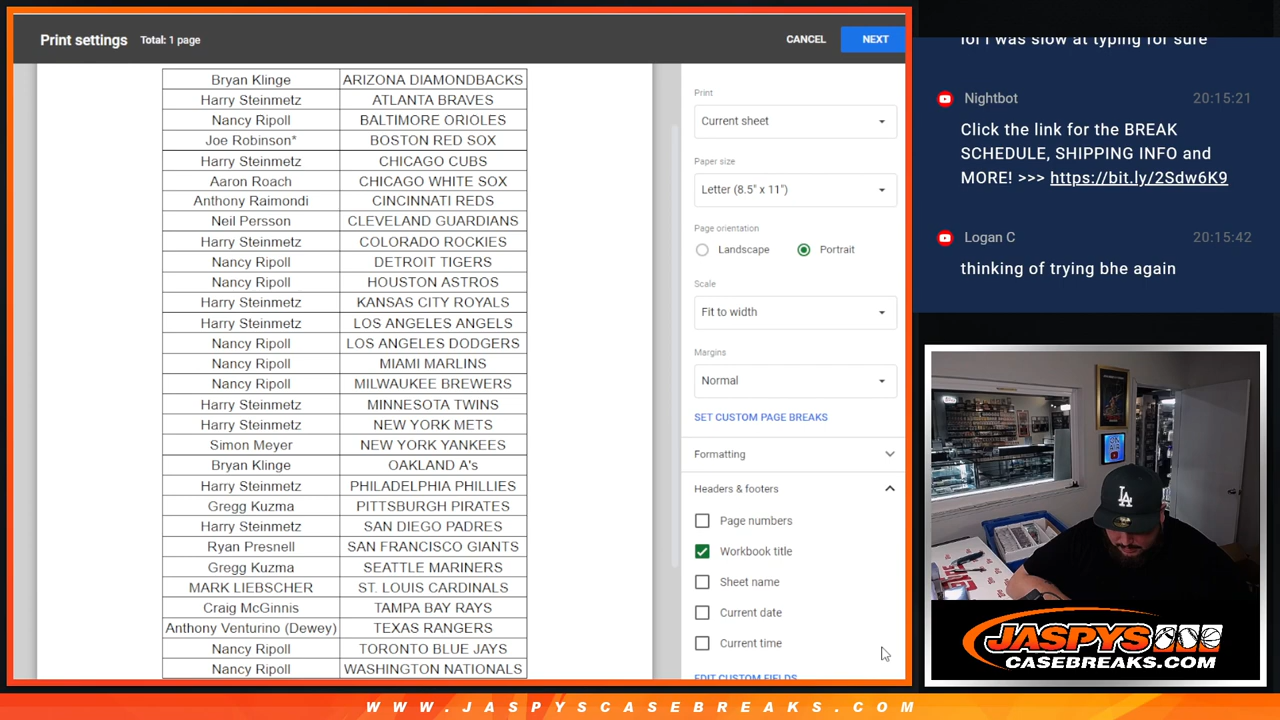 Print settings Total: 1 page CANCEL NEXT
Bryan Klinge ARIZONA DIAMONDBACKS
Harry Steinmetz ATLANTA BRAVES
Nancy Ripoll BALTIMORE ORIOLES
Joe Robinson* BOSTON RED SOX
Harry Steinmetz CHICAGO CUBS
Aaron Roach CHICAGO WHITE SOX
Anthony Raimondi CINCINNATI REDS
Neil Persson CLEVELAND GUARDIANS
Harry Steinmetz COLORADO ROCKIES
Nancy Ripoll DETROIT TIGERS
Nancy Ripoll HOUSTON ASTROS
Harry Steinmetz KANSAS CITY ROYALS
Harry Steinmetz LOS ANGELES ANGELS
Nancy Ripoll LOS ANGELES DODGERS
Nancy Ripoll MIAMI MARLINS
Nancy Ripoll MILWAUKEE BREWERS
Harry Steinmetz MINNESOTA TWINS
Harry Steinmetz NEW YORK METS
Simon Meyer NEW YORK YANKEES
Bryan Klinge OAKLAND A's
Harry Steinmetz PHILADELPHIA PHILLIES
Gregg Kuzma PITTSBURGH PIRATES
Harry Steinmetz SAN DIEGO PADRES
Ryan Presnell SAN FRANCISCO GIANTS
Gregg Kuzma SEATTLE MARINERS
MARK LIEBSCHER ST. LOUIS CARDINALS
Craig McGinnis TAMPA BAY RAYS
Anthony Venturino (Dewey) TEXAS RANGERS
Nancy Ripoll TORONTO BLUE JAYS
Nancy Ripoll WASHINGTON NATIONALS
Print
Current sheet
Paper size
Letter (8.5" x 11")
Page orientation
Landscape Portrait
Scale
Fit to width
Margins
Normal
SET CUSTOM PAGE BREAKS
Formatting
Headers & footers
Page numbers
Workbook title
Sheet name
Current date
Current time
EDIT CUSTOM FIELDS
lol i was slow at typing for sure
Nightbot 20:15:21
Click the link for the BREAK
SCHEDULE, SHIPPING INFO and
MORE! >>> https://bit.ly/2Sdw6K9
Logan C 20:15:42
thinking of trying bhe again
LA
JASPYS
CASEBREAKS.COM
WWW.JASPYSCASEBREAKS.COM